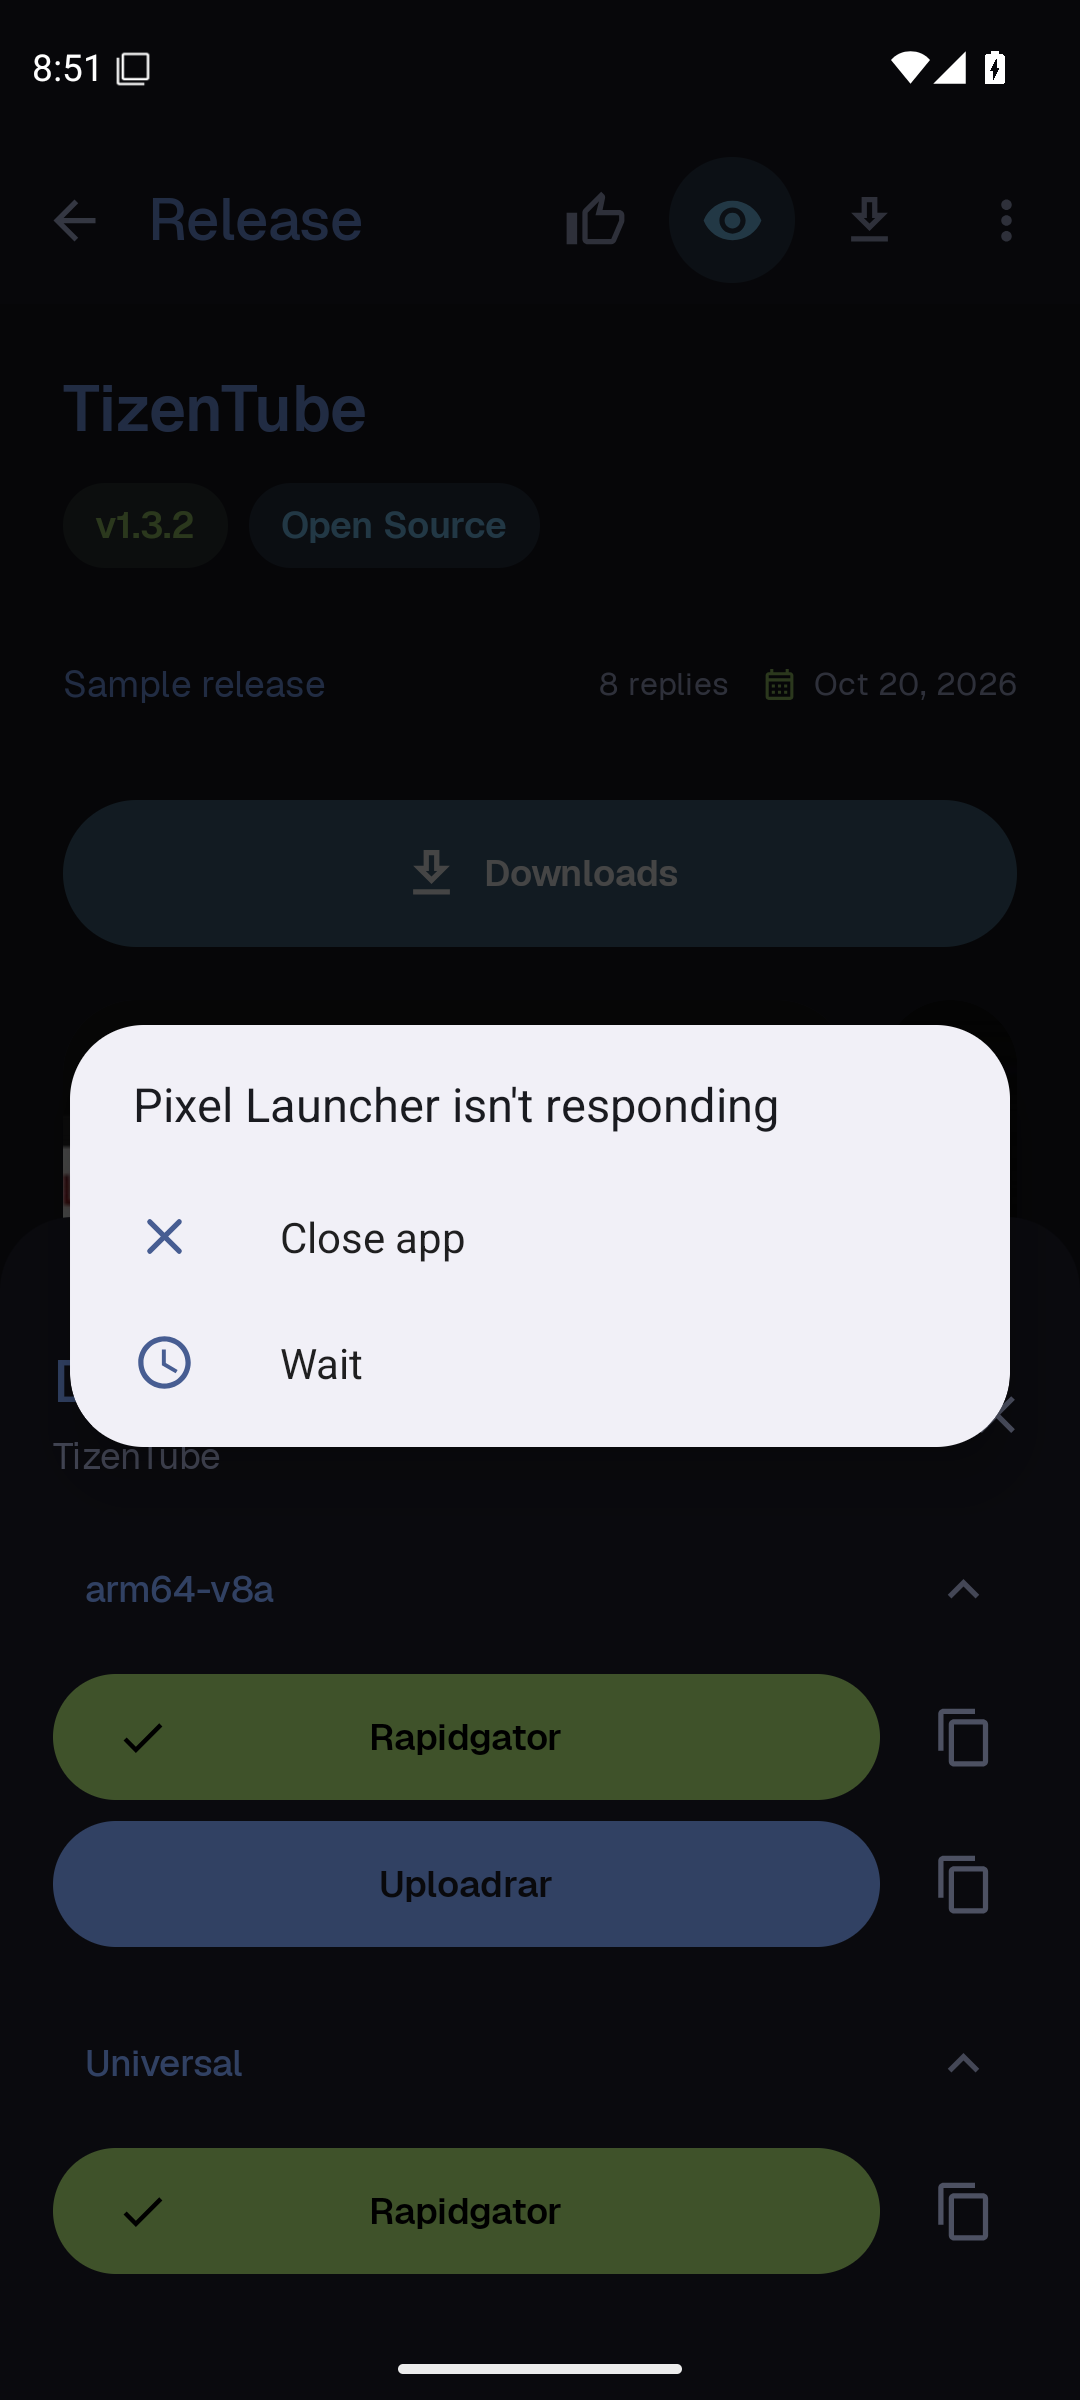 8:51
Release
TizenTube
v1.3.2
Open Source
Sample release
8 replies
Oct 20, 2026
Downloads
Pixel Launcher isn't responding
Close app
Wait
TizenTube
arm64-v8a
Rapidgator
Uploadrar
Universal
Rapidgator